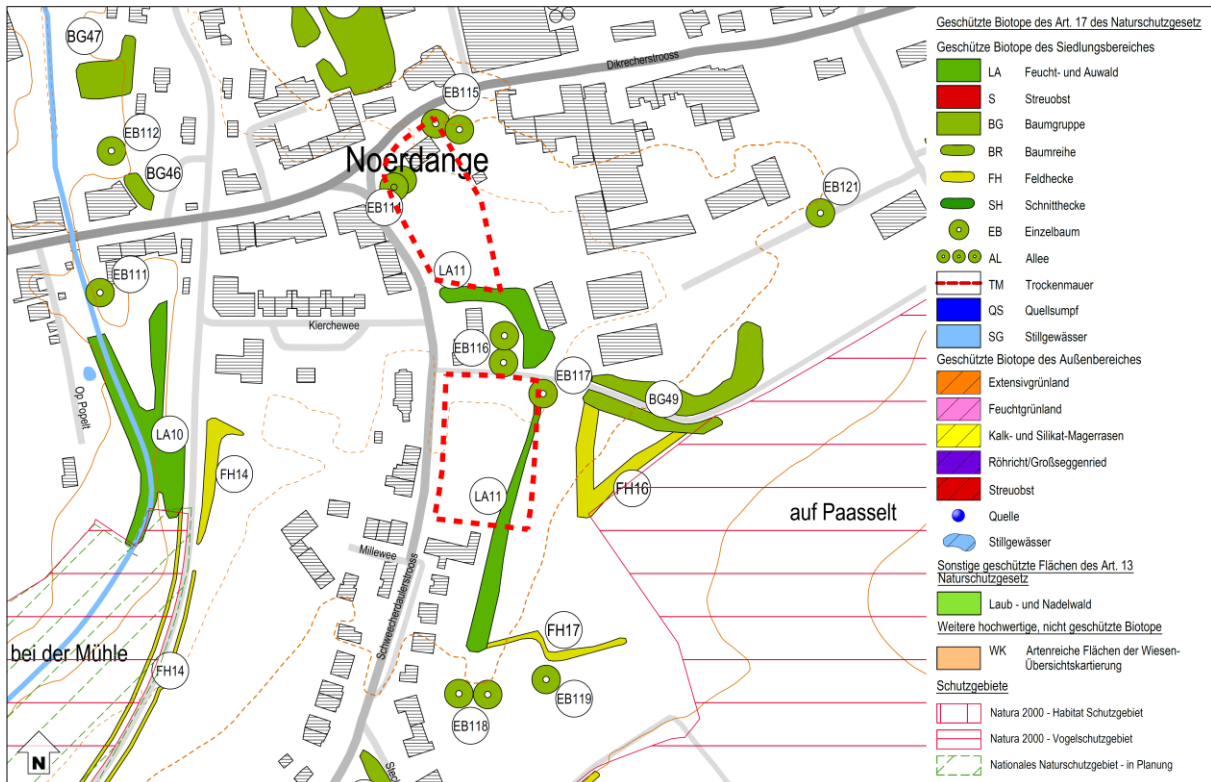 BG47
EB112
BG46
EB111
Op Popelt
LA10
FH14
bei der Mühle
FH14
N
Dikrecherstrooss
EB115
Noerdange
EB114
LA11
EB121
Kierchewee
EB116
EB117
BG49
LA11
FH16
auf Paasselt
Millewee
Schweecherdaulerstrooss
FH17
EB119
EB118
Geschützte Biotope des Art. 17 des Naturschutzgesetz
Geschütze Biotope des Siedlungsbereiches
LA Feucht- und Auwald
S Streuobst
BG Baumgruppe
BR Baumreihe
FH Feldhecke
SH Schnitthecke
EB Einzelbaum
AL Allee
TM Trockenmauer
QS Quellsumpf
SG Stillgewässer
Geschützte Biotope des Außenbereiches
Extensivgrünland
Feuchtgrünland
Kalk- und Silikat-Magerrasen
Röhricht/Großseggenried
Streuobst
Quelle
Stillgewässer
Sonstige geschützte Flächen des Art. 13
Naturschutzgesetz
Laub - und Nadelwald
Weitere hochwertige, nicht geschützte Biotope
WK Artenreiche Flächen der Wiesen-
Übersichtskartierung
Schutzgebiete
Natura 2000 - Habitat Schutzgebiet
Natura 2000 - Vogelschutzgebiet
Nationales Naturschutzgebiet - in Planung